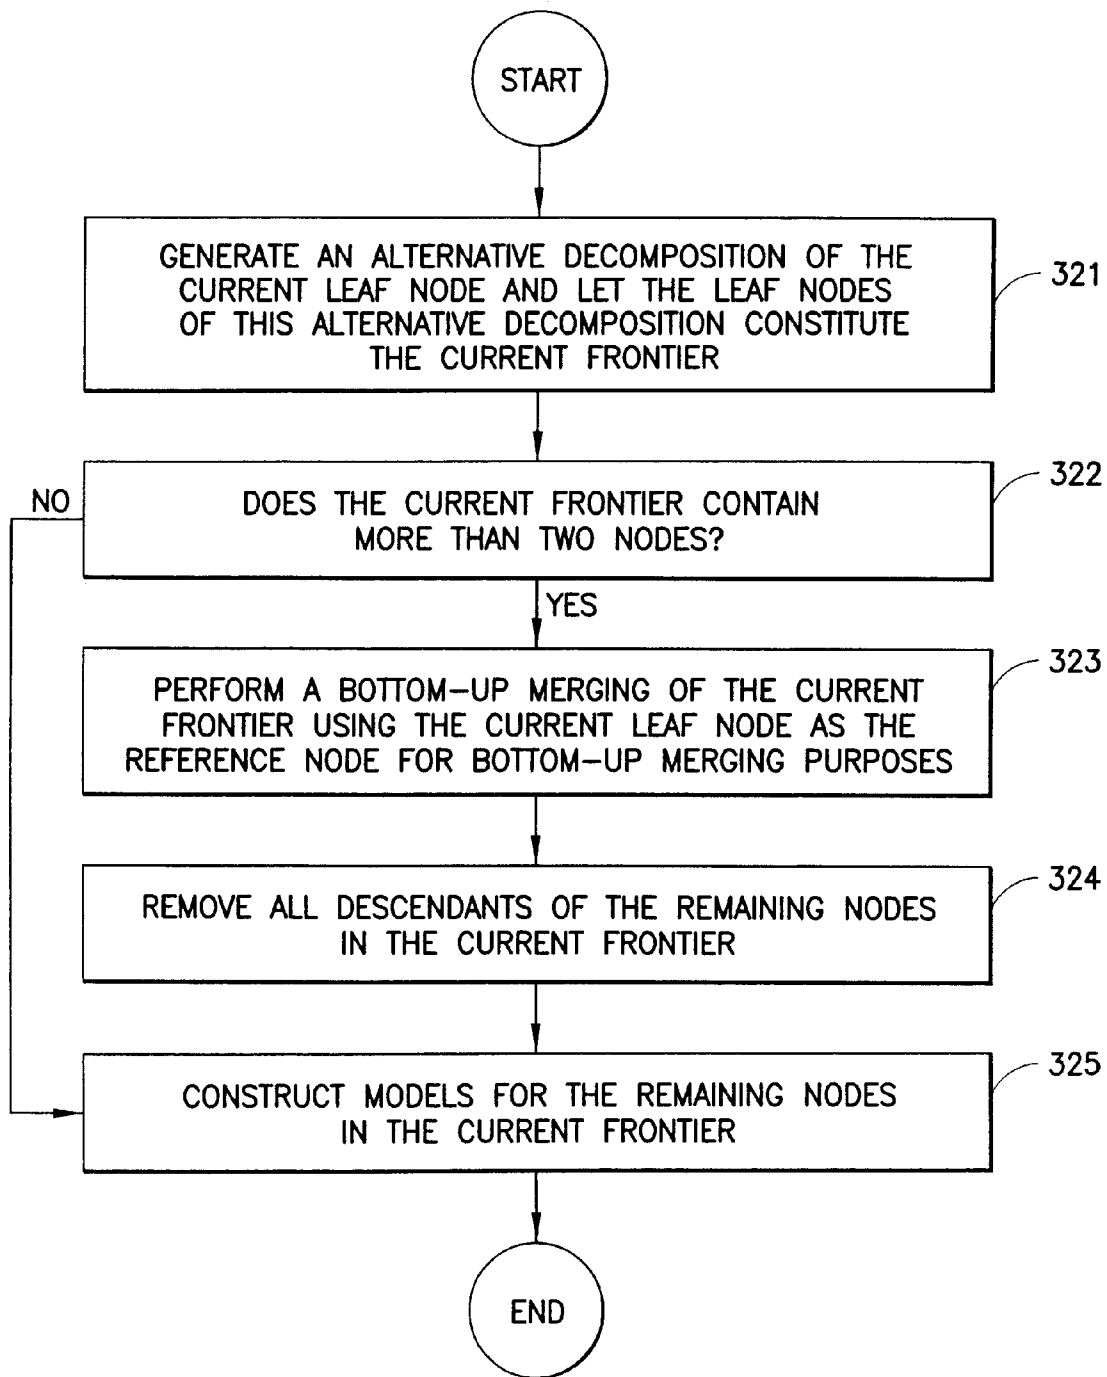 START
GENERATE AN ALTERNATIVE DECOMPOSITION OF THE
CURRENT LEAF NODE AND LET THE LEAF NODES
OF THIS ALTERNATIVE DECOMPOSITION CONSTITUTE
THE CURRENT FRONTIER
321
DOES THE CURRENT FRONTIER CONTAIN
MORE THAN TWO NODES?
322
NO
YES
PERFORM A BOTTOM-UP MERGING OF THE CURRENT
FRONTIER USING THE CURRENT LEAF NODE AS THE
REFERENCE NODE FOR BOTTOM-UP MERGING PURPOSES
323
REMOVE ALL DESCENDANTS OF THE REMAINING NODES
IN THE CURRENT FRONTIER
324
CONSTRUCT MODELS FOR THE REMAINING NODES
IN THE CURRENT FRONTIER
325
END